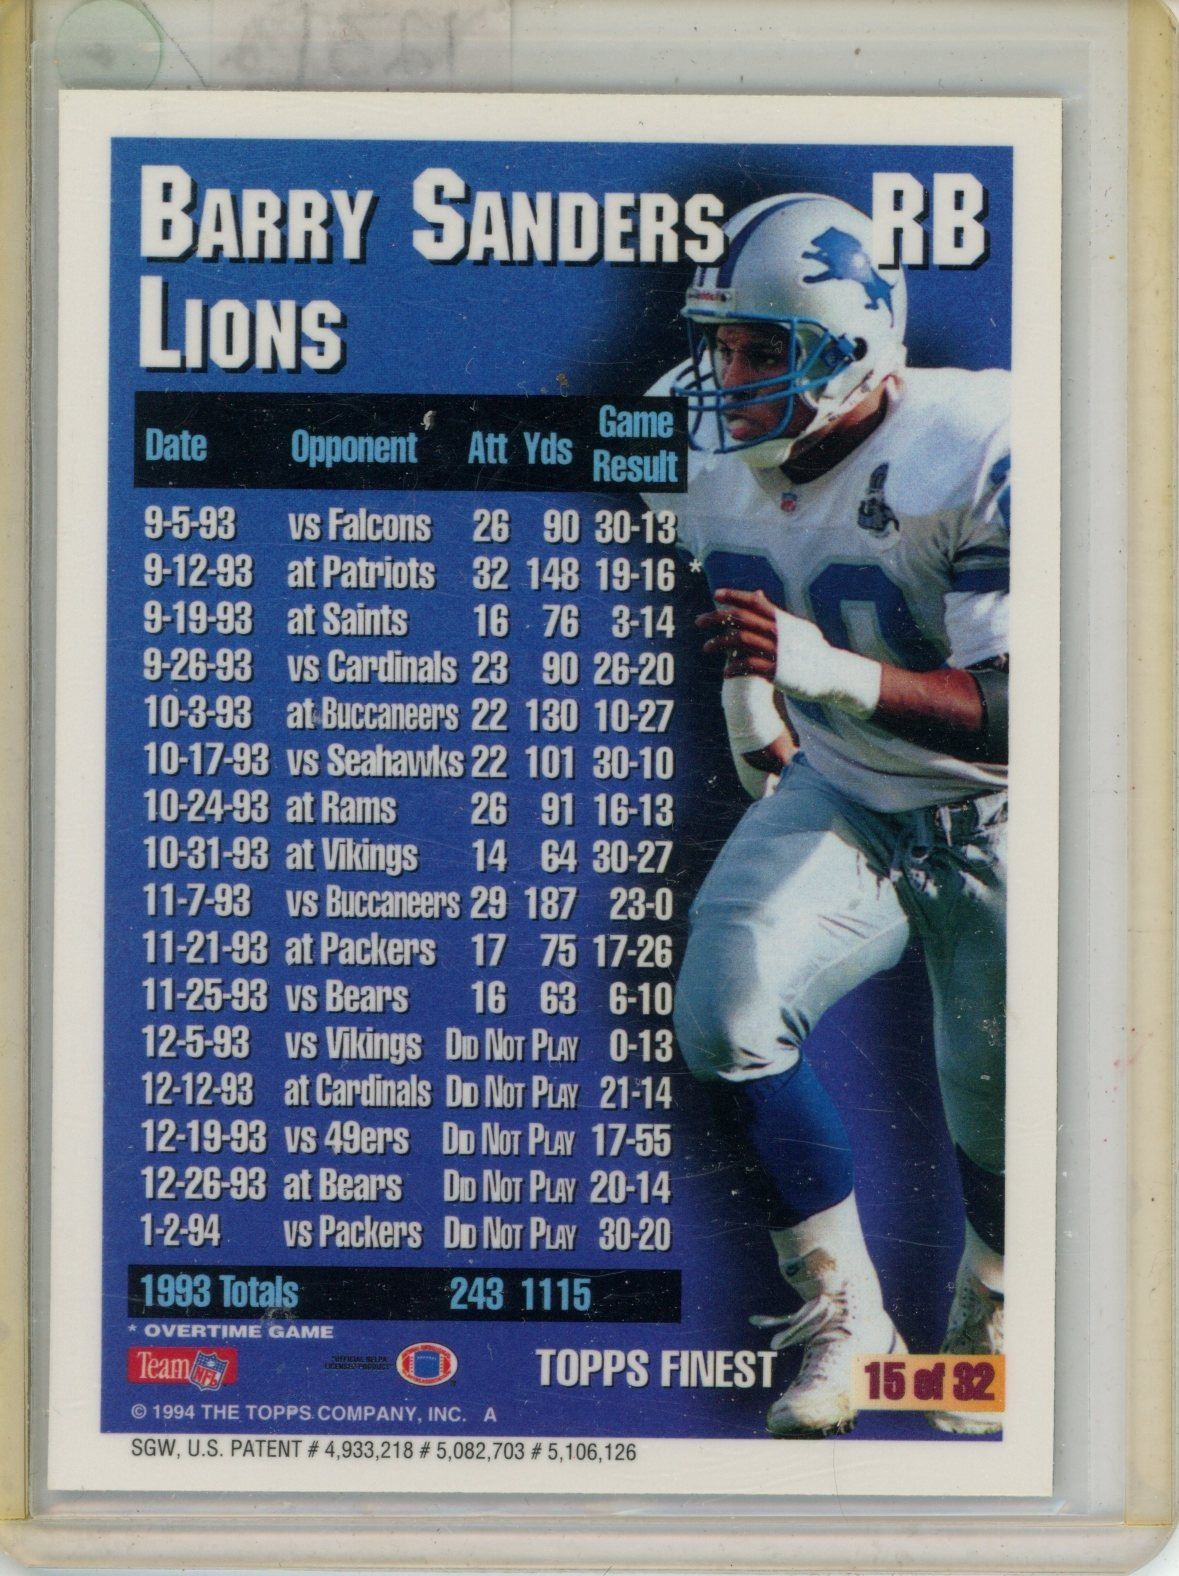 BARRY SANDERS RB
LIONS
Date Opponent Att Yds Game Result
9-5-93 vs Falcons 26 90 30-13
9-12-93 at Patriots 32 148 19-16 *
9-19-93 at Saints 16 76 3-14
9-26-93 vs Cardinals 23 90 26-20
10-3-93 at Buccaneers 22 130 10-27
10-17-93 vs Seahawks 22 101 30-10
10-24-93 at Rams 26 91 16-13
10-31-93 at Vikings 14 64 30-27
11-7-93 vs Buccaneers 29 187 23-0
11-21-93 at Packers 17 75 17-26
11-25-93 vs Bears 16 63 6-10
12-5-93 vs Vikings DID NOT PLAY 0-13
12-12-93 at Cardinals DID NOT PLAY 21-14
12-19-93 vs 49ers DID NOT PLAY 17-55
12-26-93 at Bears DID NOT PLAY 20-14
1-2-94 vs Packers DID NOT PLAY 30-20
1993 Totals 243 1115
* OVERTIME GAME
Team NFL
"OFFICIAL NFLPA
LICENSED PRODUCT"
TOPPS FINEST
15 of 32
© 1994 THE TOPPS COMPANY, INC. A
SGW, U.S. PATENT # 4,933,218 # 5,082,703 # 5,106,126